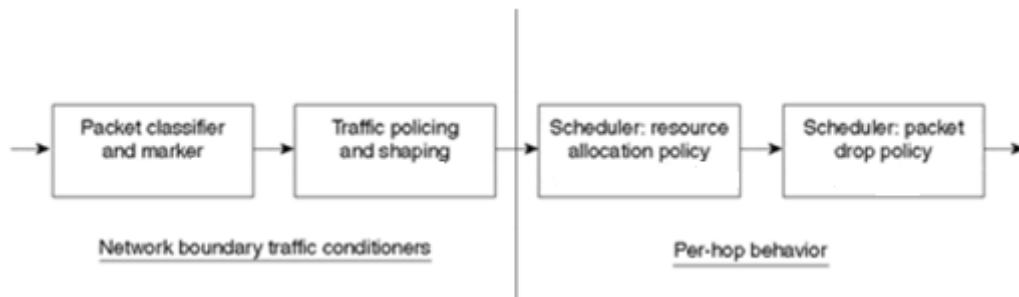 Packet classifier
and marker
Traffic policing
and shaping
Scheduler: resource
allocation policy
Scheduler: packet
drop policy
Network boundary traffic conditioners
Per-hop behavior